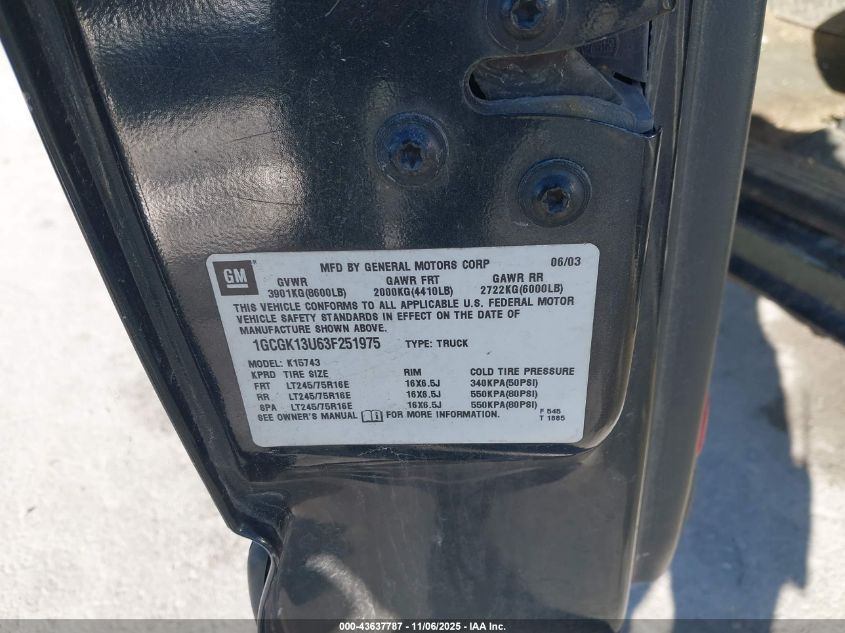 GM
MFD BY GENERAL MOTORS CORP 06/03
GVWR GAWR FRT GAWR RR
3901KG(8600LB) 2000KG(4410LB) 2722KG(6000LB)
THIS VEHICLE CONFORMS TO ALL APPLICABLE U.S. FEDERAL MOTOR
VEHICLE SAFETY STANDARDS IN EFFECT ON THE DATE OF
MANUFACTURE SHOWN ABOVE.
1GCGK13U63F251975 TYPE: TRUCK
MODEL: K15743
KPRD TIRE SIZE RIM COLD TIRE PRESSURE
FRT LT245/75R16E 16X6.5J 340KPA(50PSI)
RR LT245/75R16E 16X6.5J 550KPA(80PSI)
SPA LT245/75R16E 16X6.5J 550KPA(80PSI)
SEE OWNER'S MANUAL FOR MORE INFORMATION.
F 545
T 1665
000-43637787 - 11/06/2025 - IAA Inc.